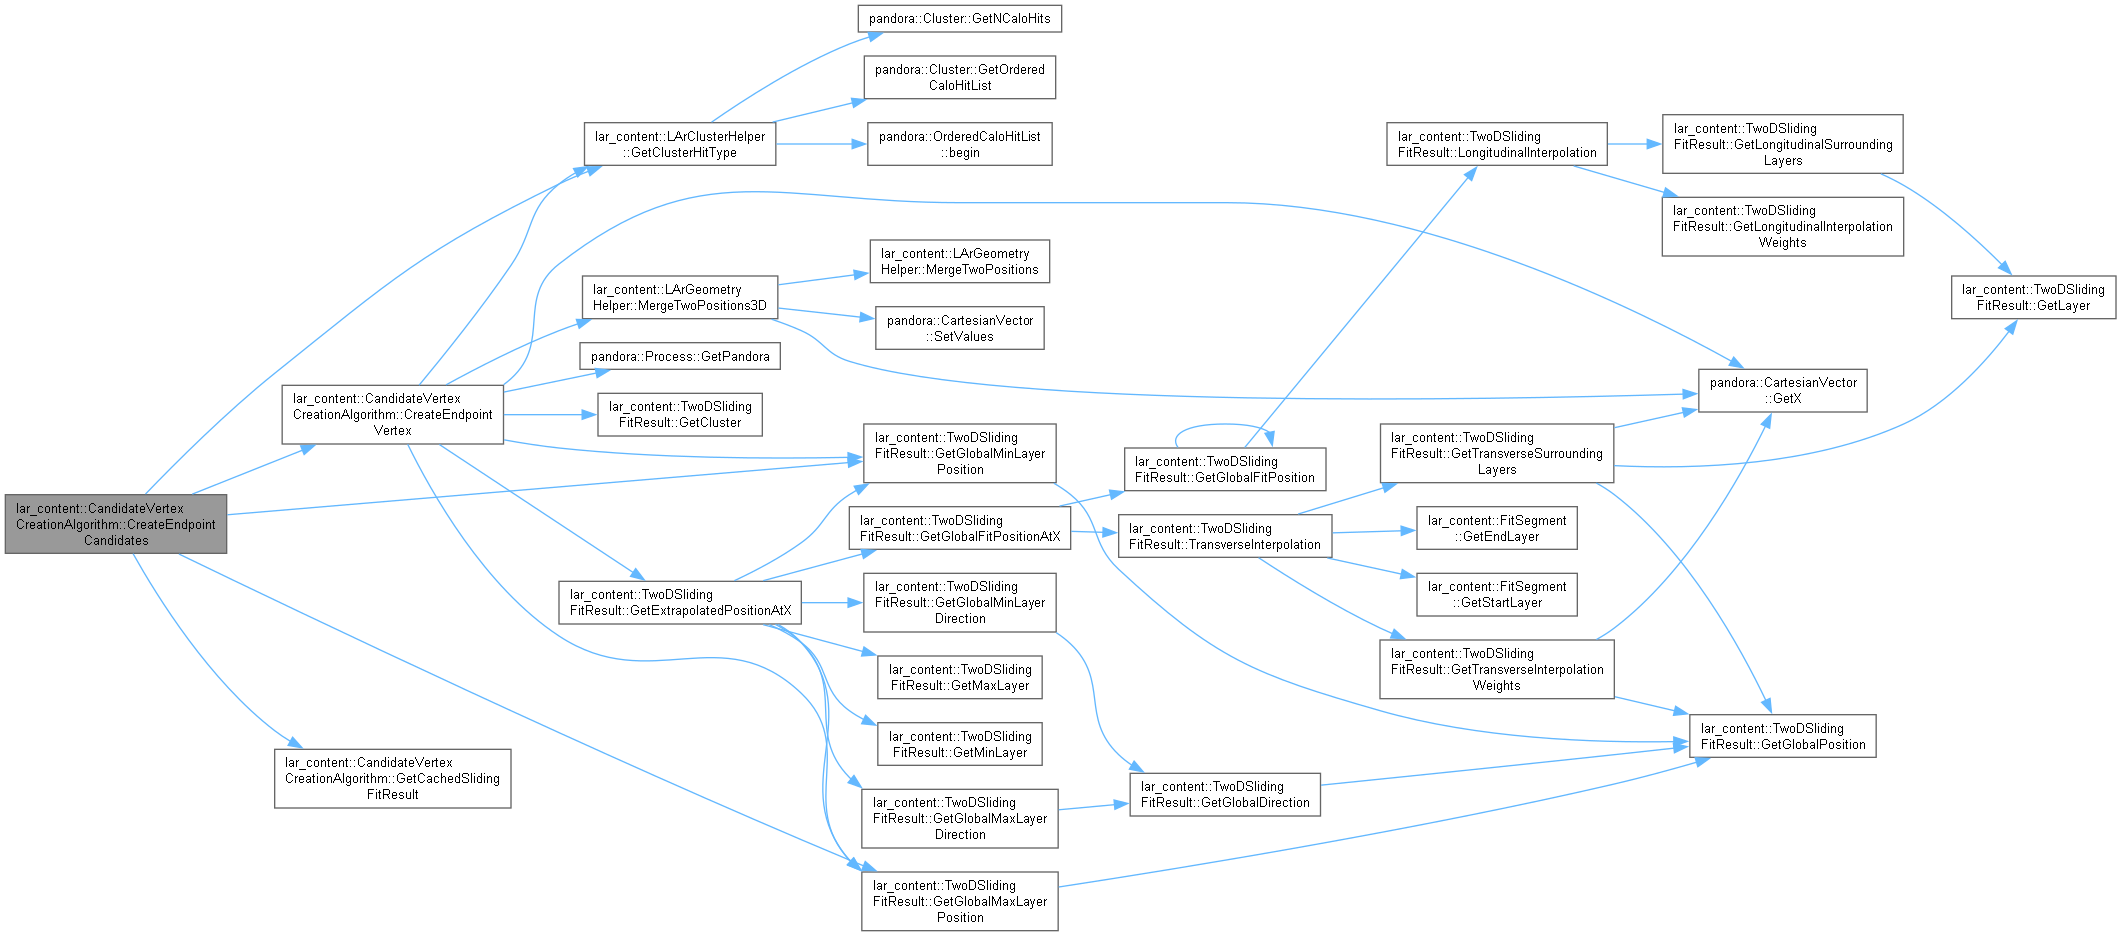 lar_content::CandidateVertex
CreationAlgorithm::CreateEndpoint
Candidates
lar_content::CandidateVertex
CreationAlgorithm::CreateEndpoint
Vertex
lar_content::CandidateVertex
CreationAlgorithm::GetCachedSliding
FitResult
lar_content::LArClusterHelper
::GetClusterHitType
lar_content::LArGeometry
Helper::MergeTwoPositions3D
pandora::Process::GetPandora
lar_content::TwoDSliding
FitResult::GetCluster
lar_content::TwoDSliding
FitResult::GetExtrapolatedPositionAtX
pandora::Cluster::GetNCaloHits
pandora::Cluster::GetOrdered
CaloHitList
pandora::OrderedCaloHitList
::begin
lar_content::LArGeometry
Helper::MergeTwoPositions
pandora::CartesianVector
::SetValues
lar_content::TwoDSliding
FitResult::GetGlobalMinLayer
Position
lar_content::TwoDSliding
FitResult::GetGlobalFitPositionAtX
lar_content::TwoDSliding
FitResult::GetGlobalMinLayer
Direction
lar_content::TwoDSliding
FitResult::GetMaxLayer
lar_content::TwoDSliding
FitResult::GetMinLayer
lar_content::TwoDSliding
FitResult::GetGlobalMaxLayer
Direction
lar_content::TwoDSliding
FitResult::GetGlobalMaxLayer
Position
lar_content::TwoDSliding
FitResult::GetGlobalFitPosition
lar_content::TwoDSliding
FitResult::TransverseInterpolation
lar_content::TwoDSliding
FitResult::GetGlobalDirection
lar_content::TwoDSliding
FitResult::LongitudinalInterpolation
lar_content::TwoDSliding
FitResult::GetTransverseSurrounding
Layers
lar_content::FitSegment
::GetEndLayer
lar_content::FitSegment
::GetStartLayer
lar_content::TwoDSliding
FitResult::GetTransverseInterpolation
Weights
lar_content::TwoDSliding
FitResult::GetLongitudinalSurrounding
Layers
lar_content::TwoDSliding
FitResult::GetLongitudinalInterpolation
Weights
pandora::CartesianVector
::GetX
lar_content::TwoDSliding
FitResult::GetGlobalPosition
lar_content::TwoDSliding
FitResult::GetLayer